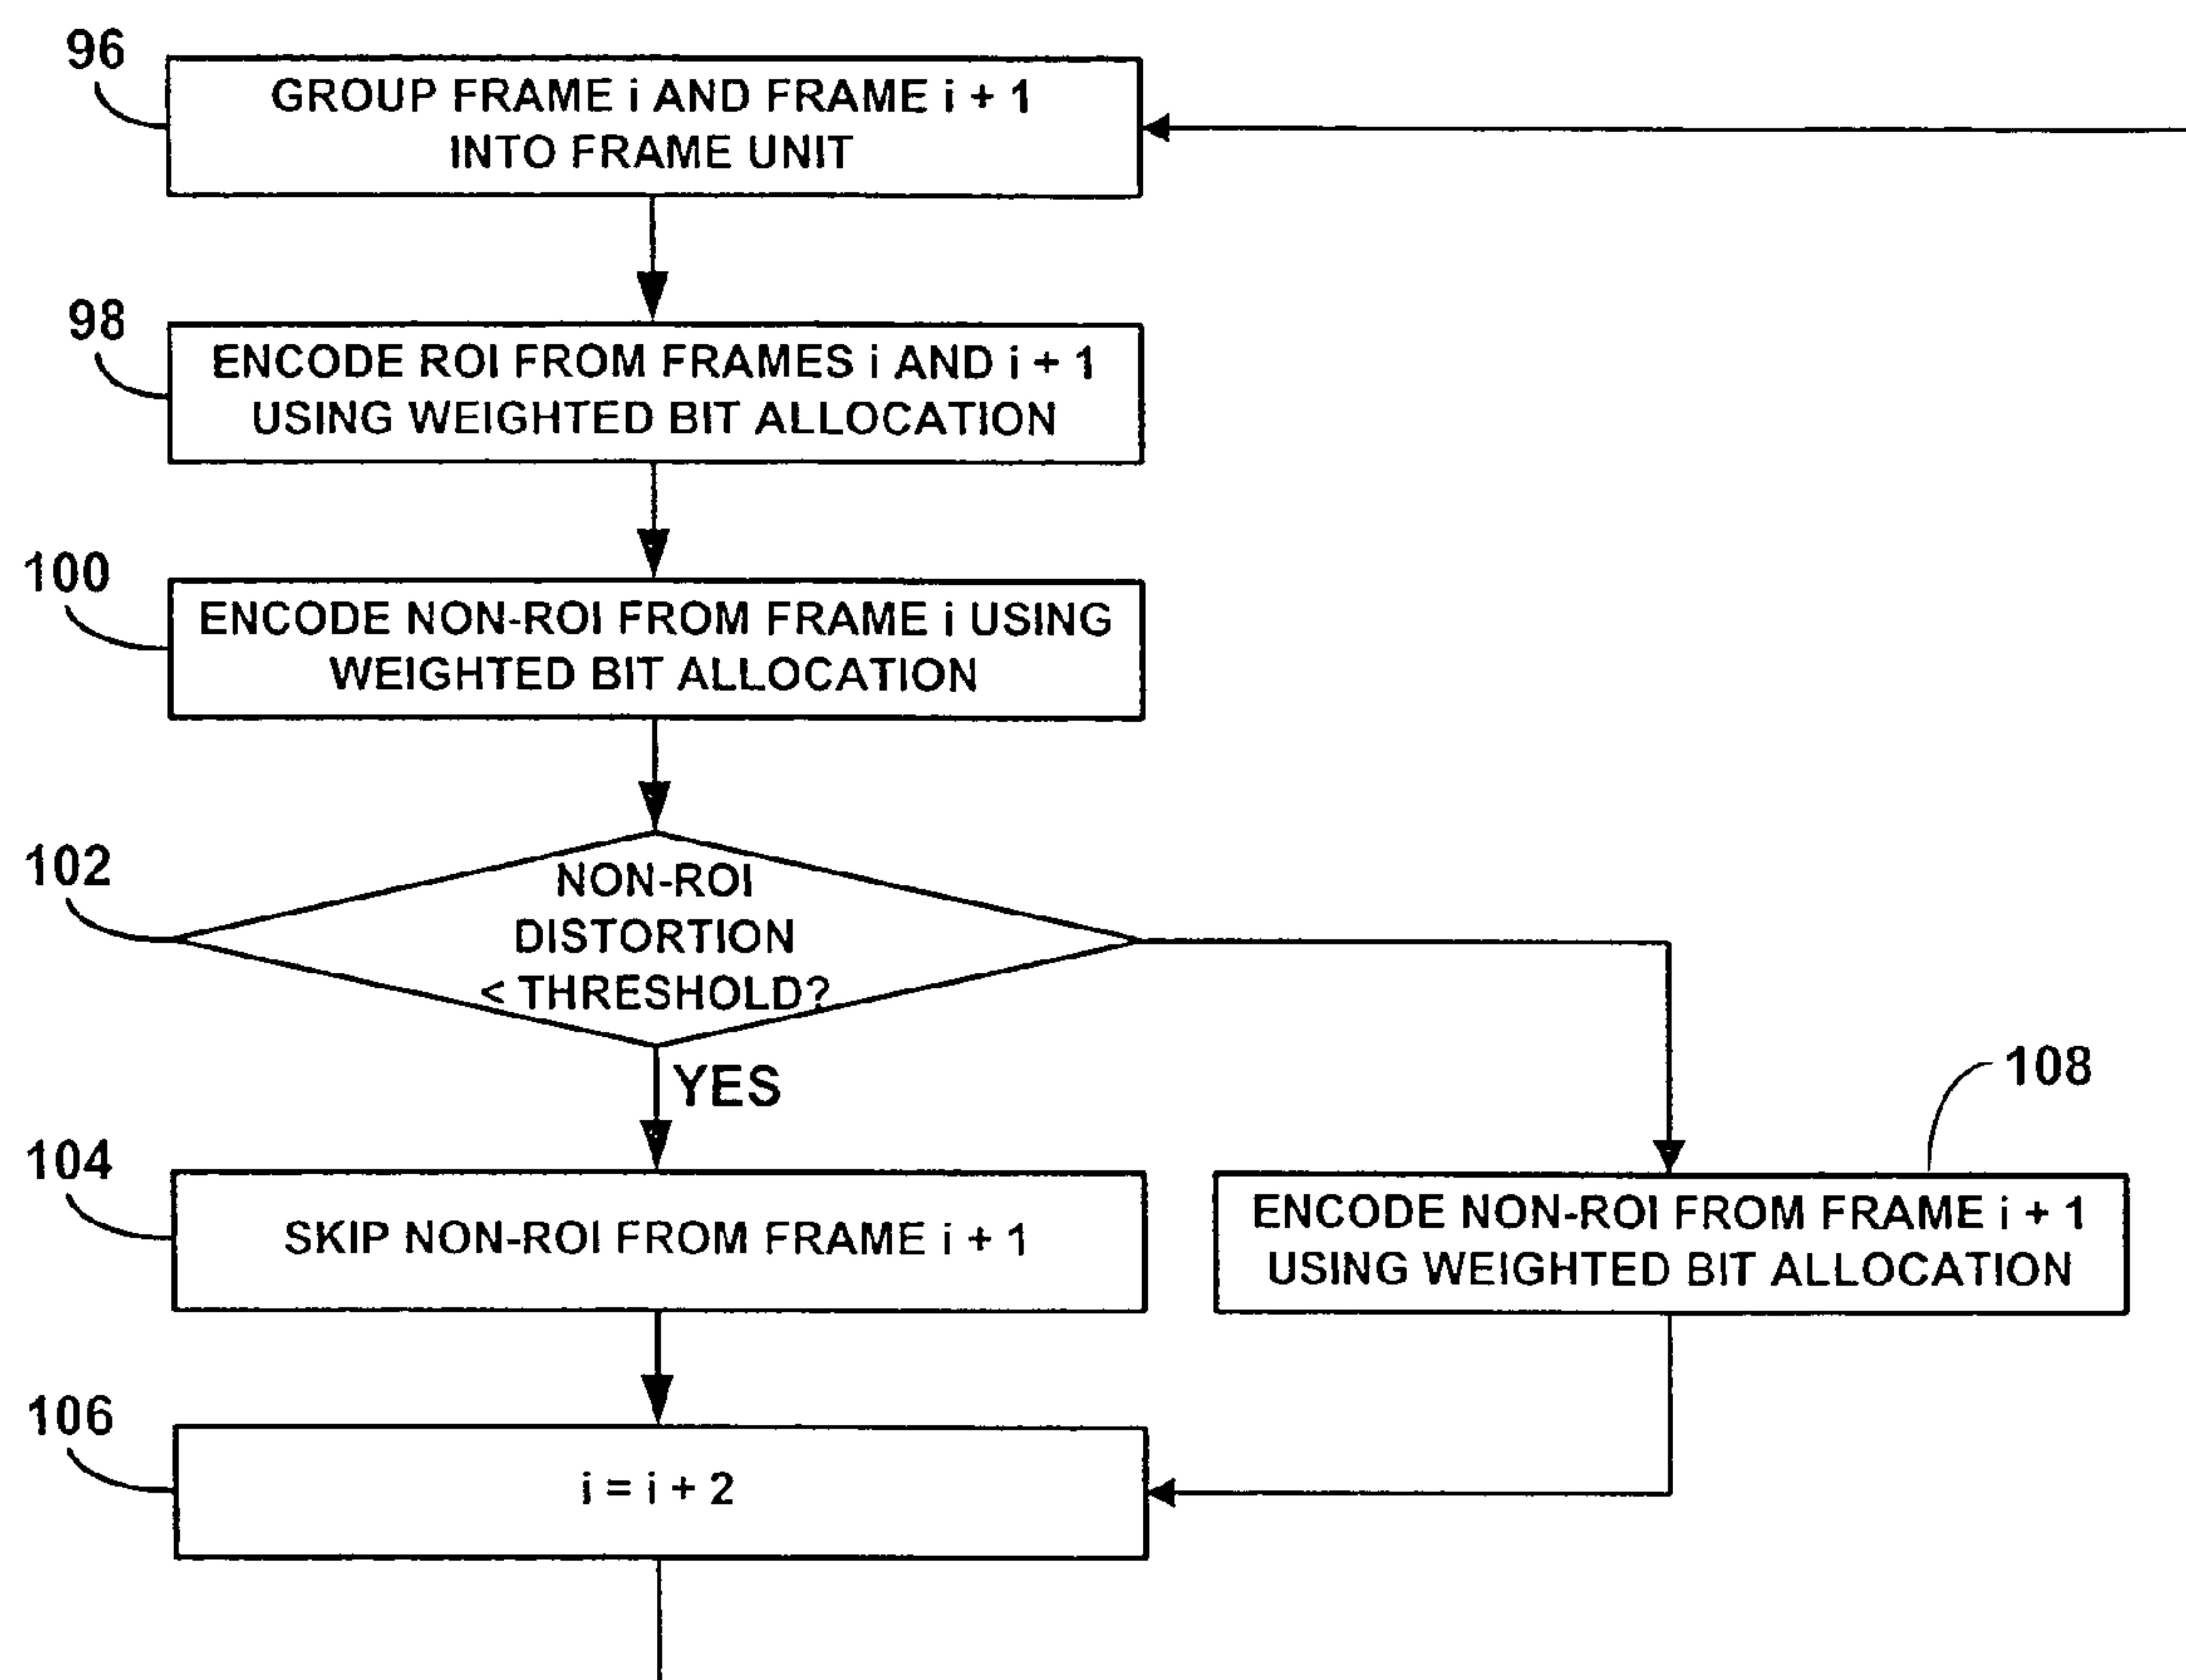 96
GROUP FRAME i AND FRAME i + 1
INTO FRAME UNIT
98
ENCODE ROI FROM FRAMES i AND i + 1
USING WEIGHTED BIT ALLOCATION
100
ENCODE NON-ROI FROM FRAME i USING
WEIGHTED BIT ALLOCATION
102
NON-ROI
DISTORTION
< THRESHOLD?
YES
108
104
SKIP NON-ROI FROM FRAME i + 1
ENCODE NON-ROI FROM FRAME i + 1
USING WEIGHTED BIT ALLOCATION
106
i = i + 2